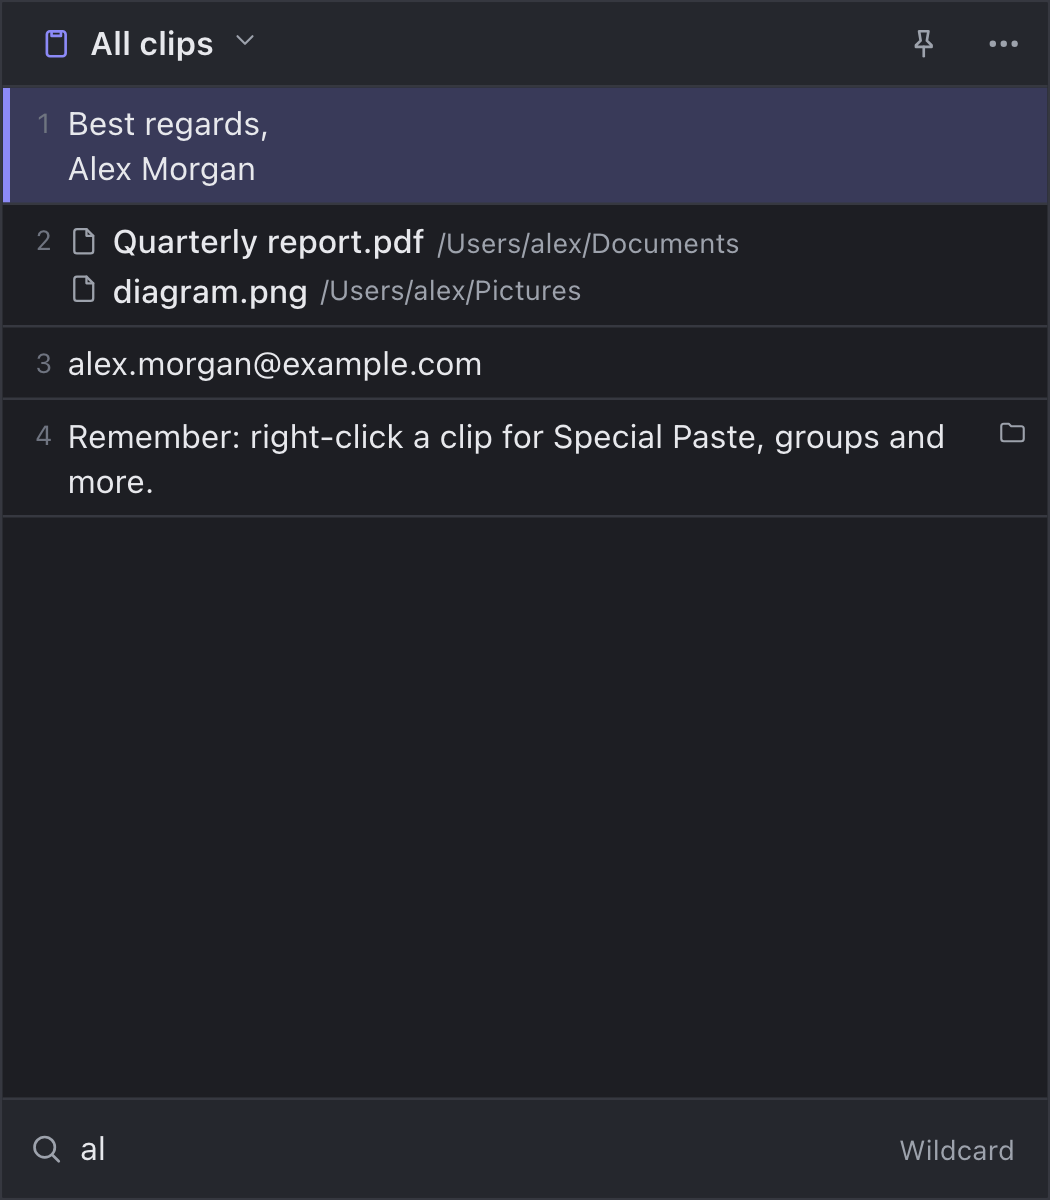 All clips
1 Best regards,
Alex Morgan
2 Quarterly report.pdf /Users/alex/Documents
diagram.png /Users/alex/Pictures
3 alex.morgan@example.com
4 Remember: right-click a clip for Special Paste, groups and
more.
al Wildcard